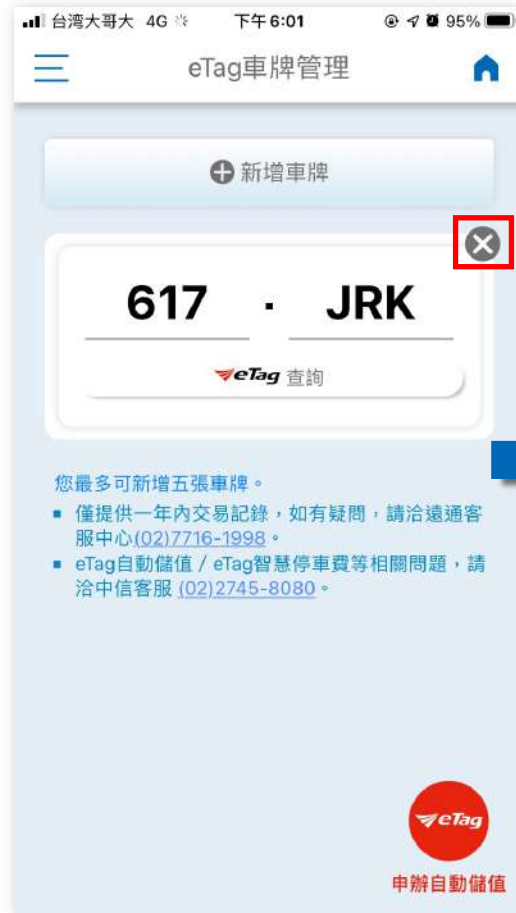 台湾大哥大 4G 下午6:01 95%
eTag車牌管理
新增車牌
617 · JRK
eTag 查詢
您最多可新增五張車牌。
▪ 僅提供一年內交易記錄，如有疑問，請洽遠通客
服中心(02)7716-1998。
▪ eTag自動儲值 / eTag智慧停車費等相關問題，請
洽中信客服 (02)2745-8080。
eTag
申辦自動儲值